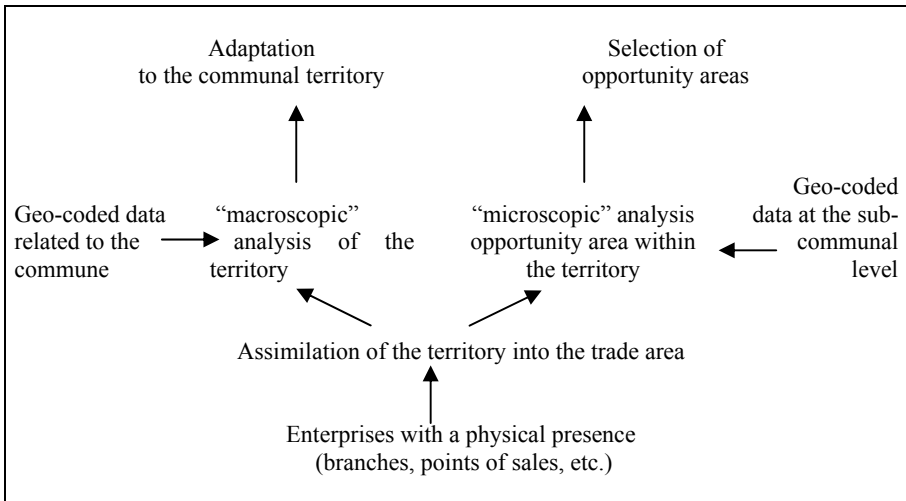 Adaptation
to the communal territory
Selection of
opportunity areas
Geo-coded data
related to the
commune
“macroscopic”
analysis of the
territory
“microscopic” analysis
opportunity area within
the territory
Geo-coded
data at the sub-
communal
level
Assimilation of the territory into the trade area
Enterprises with a physical presence
(branches, points of sales, etc.)